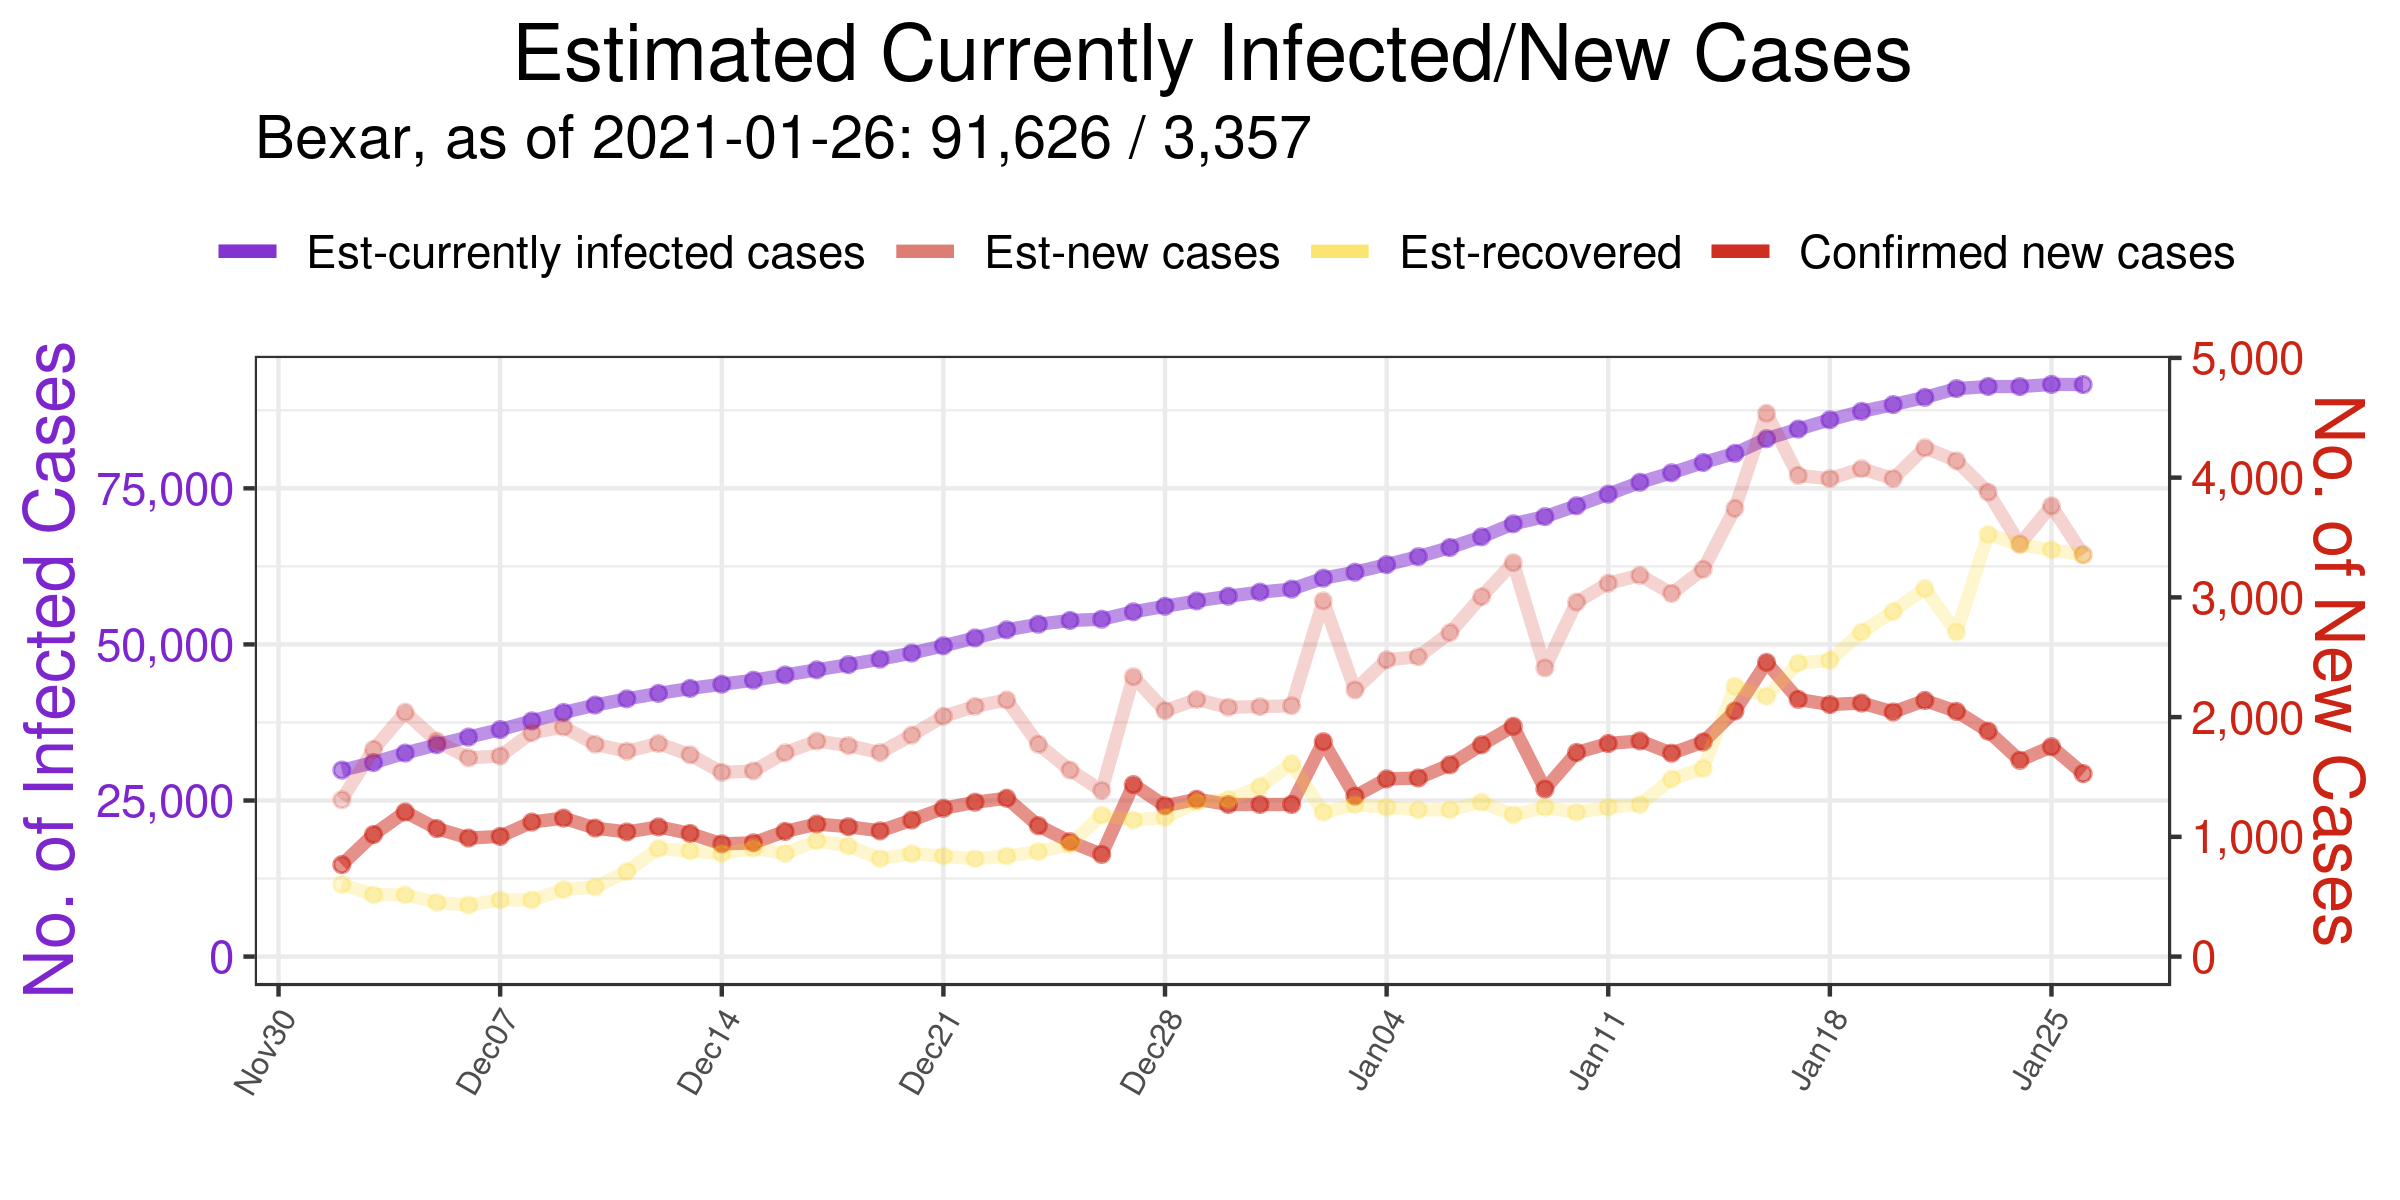 Estimated Currently Infected/New Cases
Bexar, as of 2021-01-26: 91,626 / 3,357
Est-currently infected cases Est-new cases Est-recovered Confirmed new cases
No. of Infected Cases
75,000
50,000
25,000
0
5,000
4,000
3,000
2,000
1,000
0
No. of New Cases
Nov30 Dec07 Dec14 Dec21 Dec28 Jan04 Jan11 Jan18 Jan25